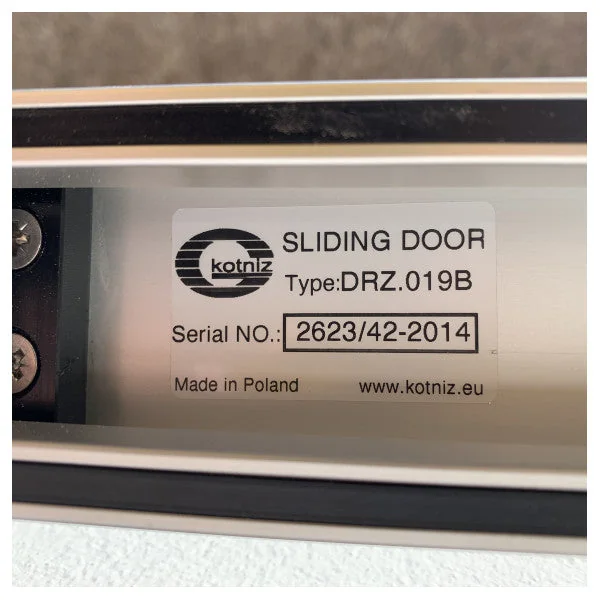 kotniz
SLIDING DOOR
Type:DRZ.019B
Serial NO.: 2623/42-2014
Made in Poland www.kotniz.eu